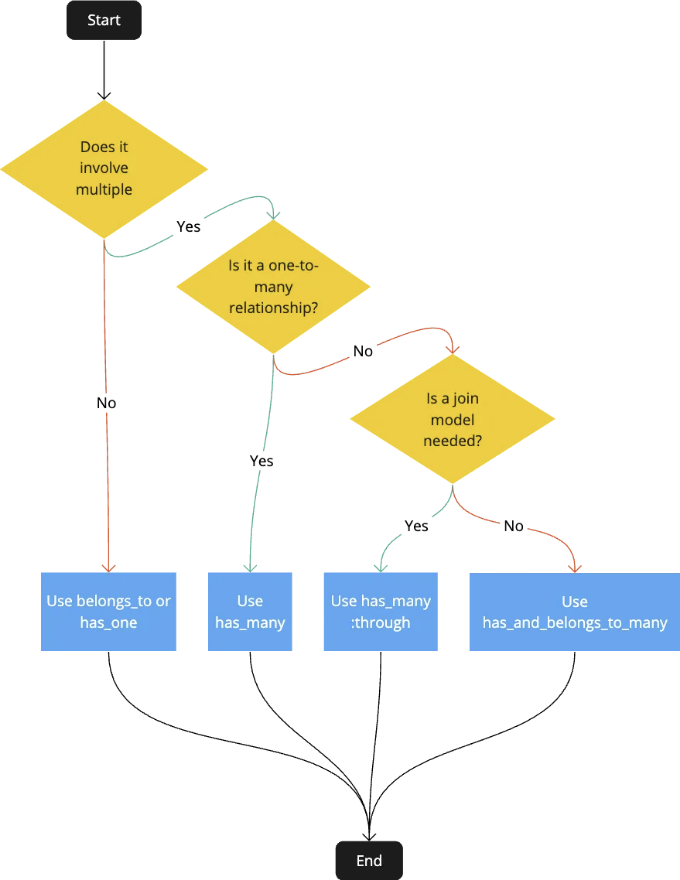 Start
Does it
involve
multiple
Yes
Is it a one-to-
many
relationship?
No
Is a join
model
needed?
No
Yes
Yes
No
Use belongs_to or
has_one
Use
has_many
Use has_many
:through
Use
has_and_belongs_to_many
End